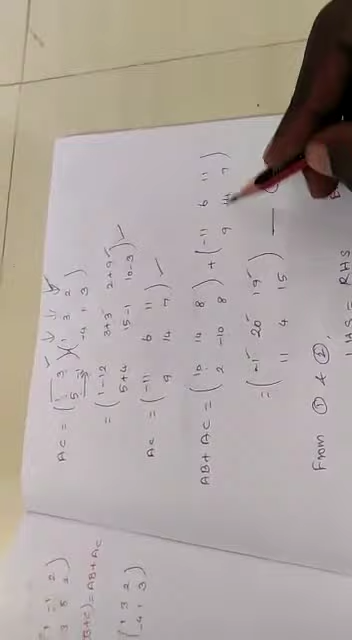 -1 2
3 5 2
B+C) = AB + AC
1 3 2
-4 1 3
AC = ( 1 3 ) ( 1 3 2 )
5 -4 1 3
= ( 1-12 3+3 2+9 )
5+4 15-1 10-3
AC = ( -11 6 11 )
9 14 7
AB + AC = ( 10 14 8 ) + ( -11 6 11 )
2 -10 8 9 14 7
= ( -1 20 19 ) —
11 4 15
From ① & ②,
LHS = RHS